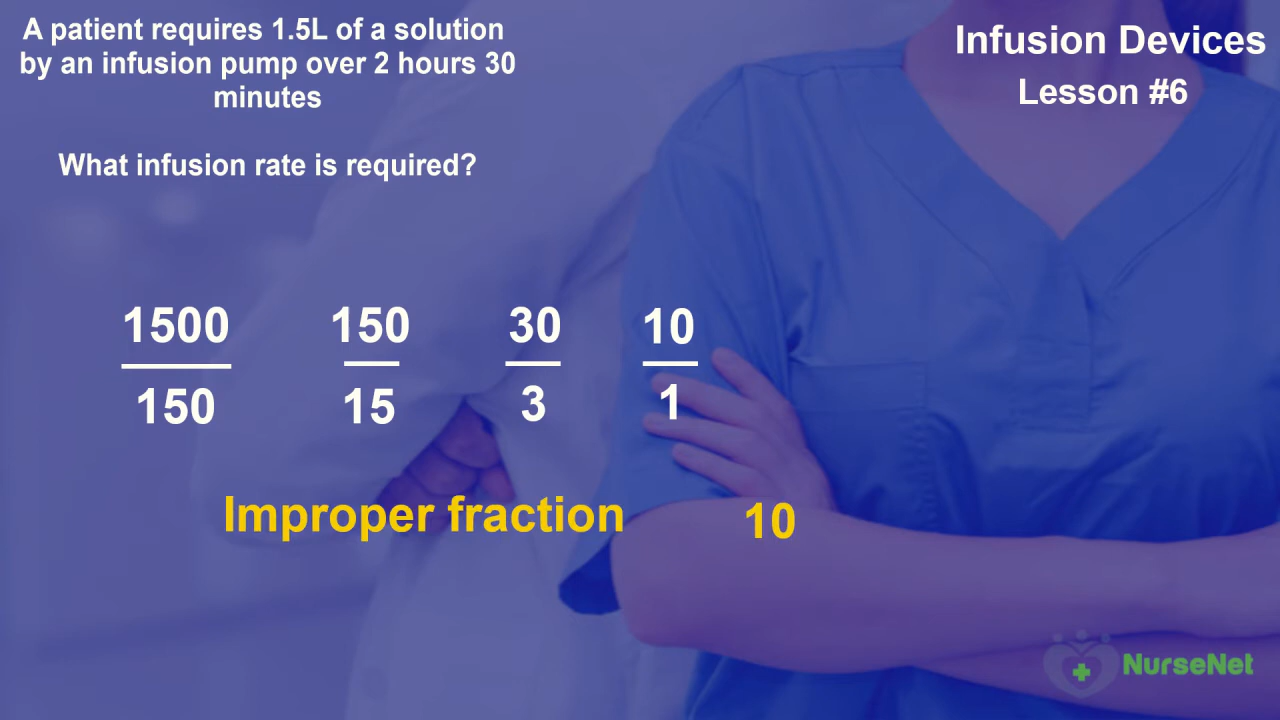 A patient requires 1.5L of a solution
by an infusion pump over 2 hours 30
minutes
What infusion rate is required?
Infusion Devices
Lesson #6
1500
150
150
15
30
3
10
1
Improper fraction
10
NurseNet